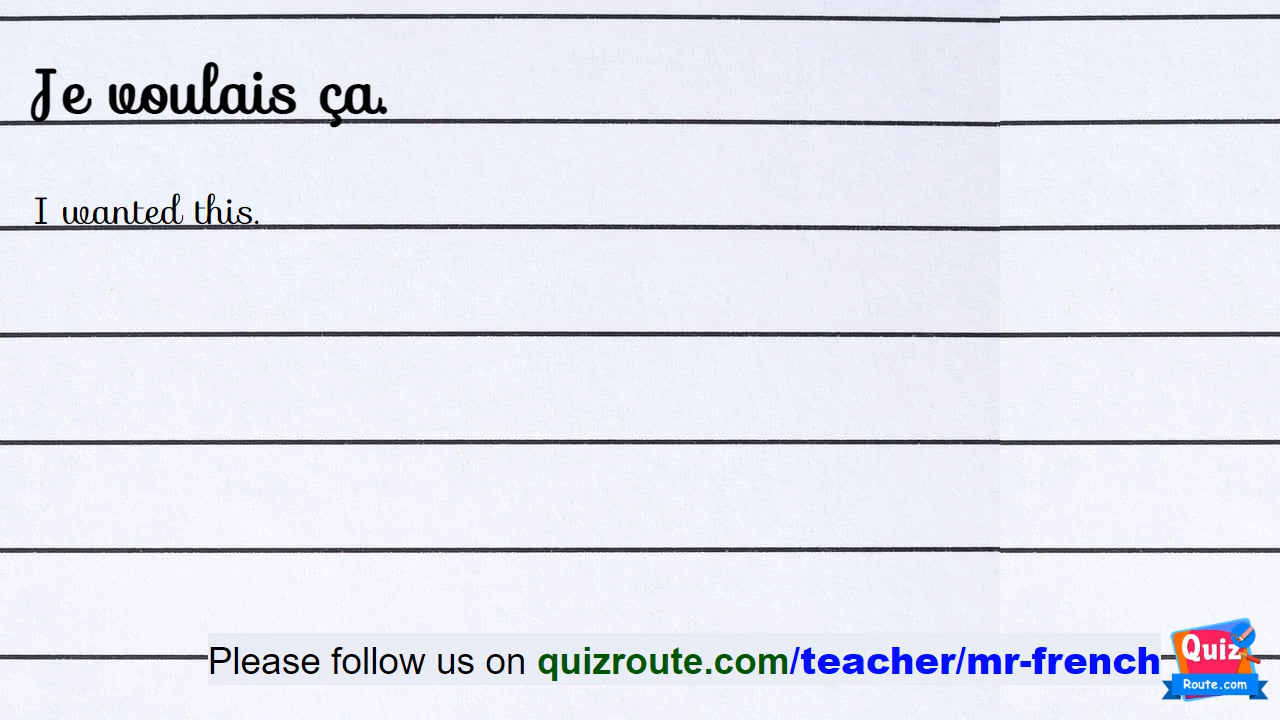 Je voulais ça.
I wanted this.
Please follow us on quizroute.com/teacher/mr-french
Quiz
Route.com